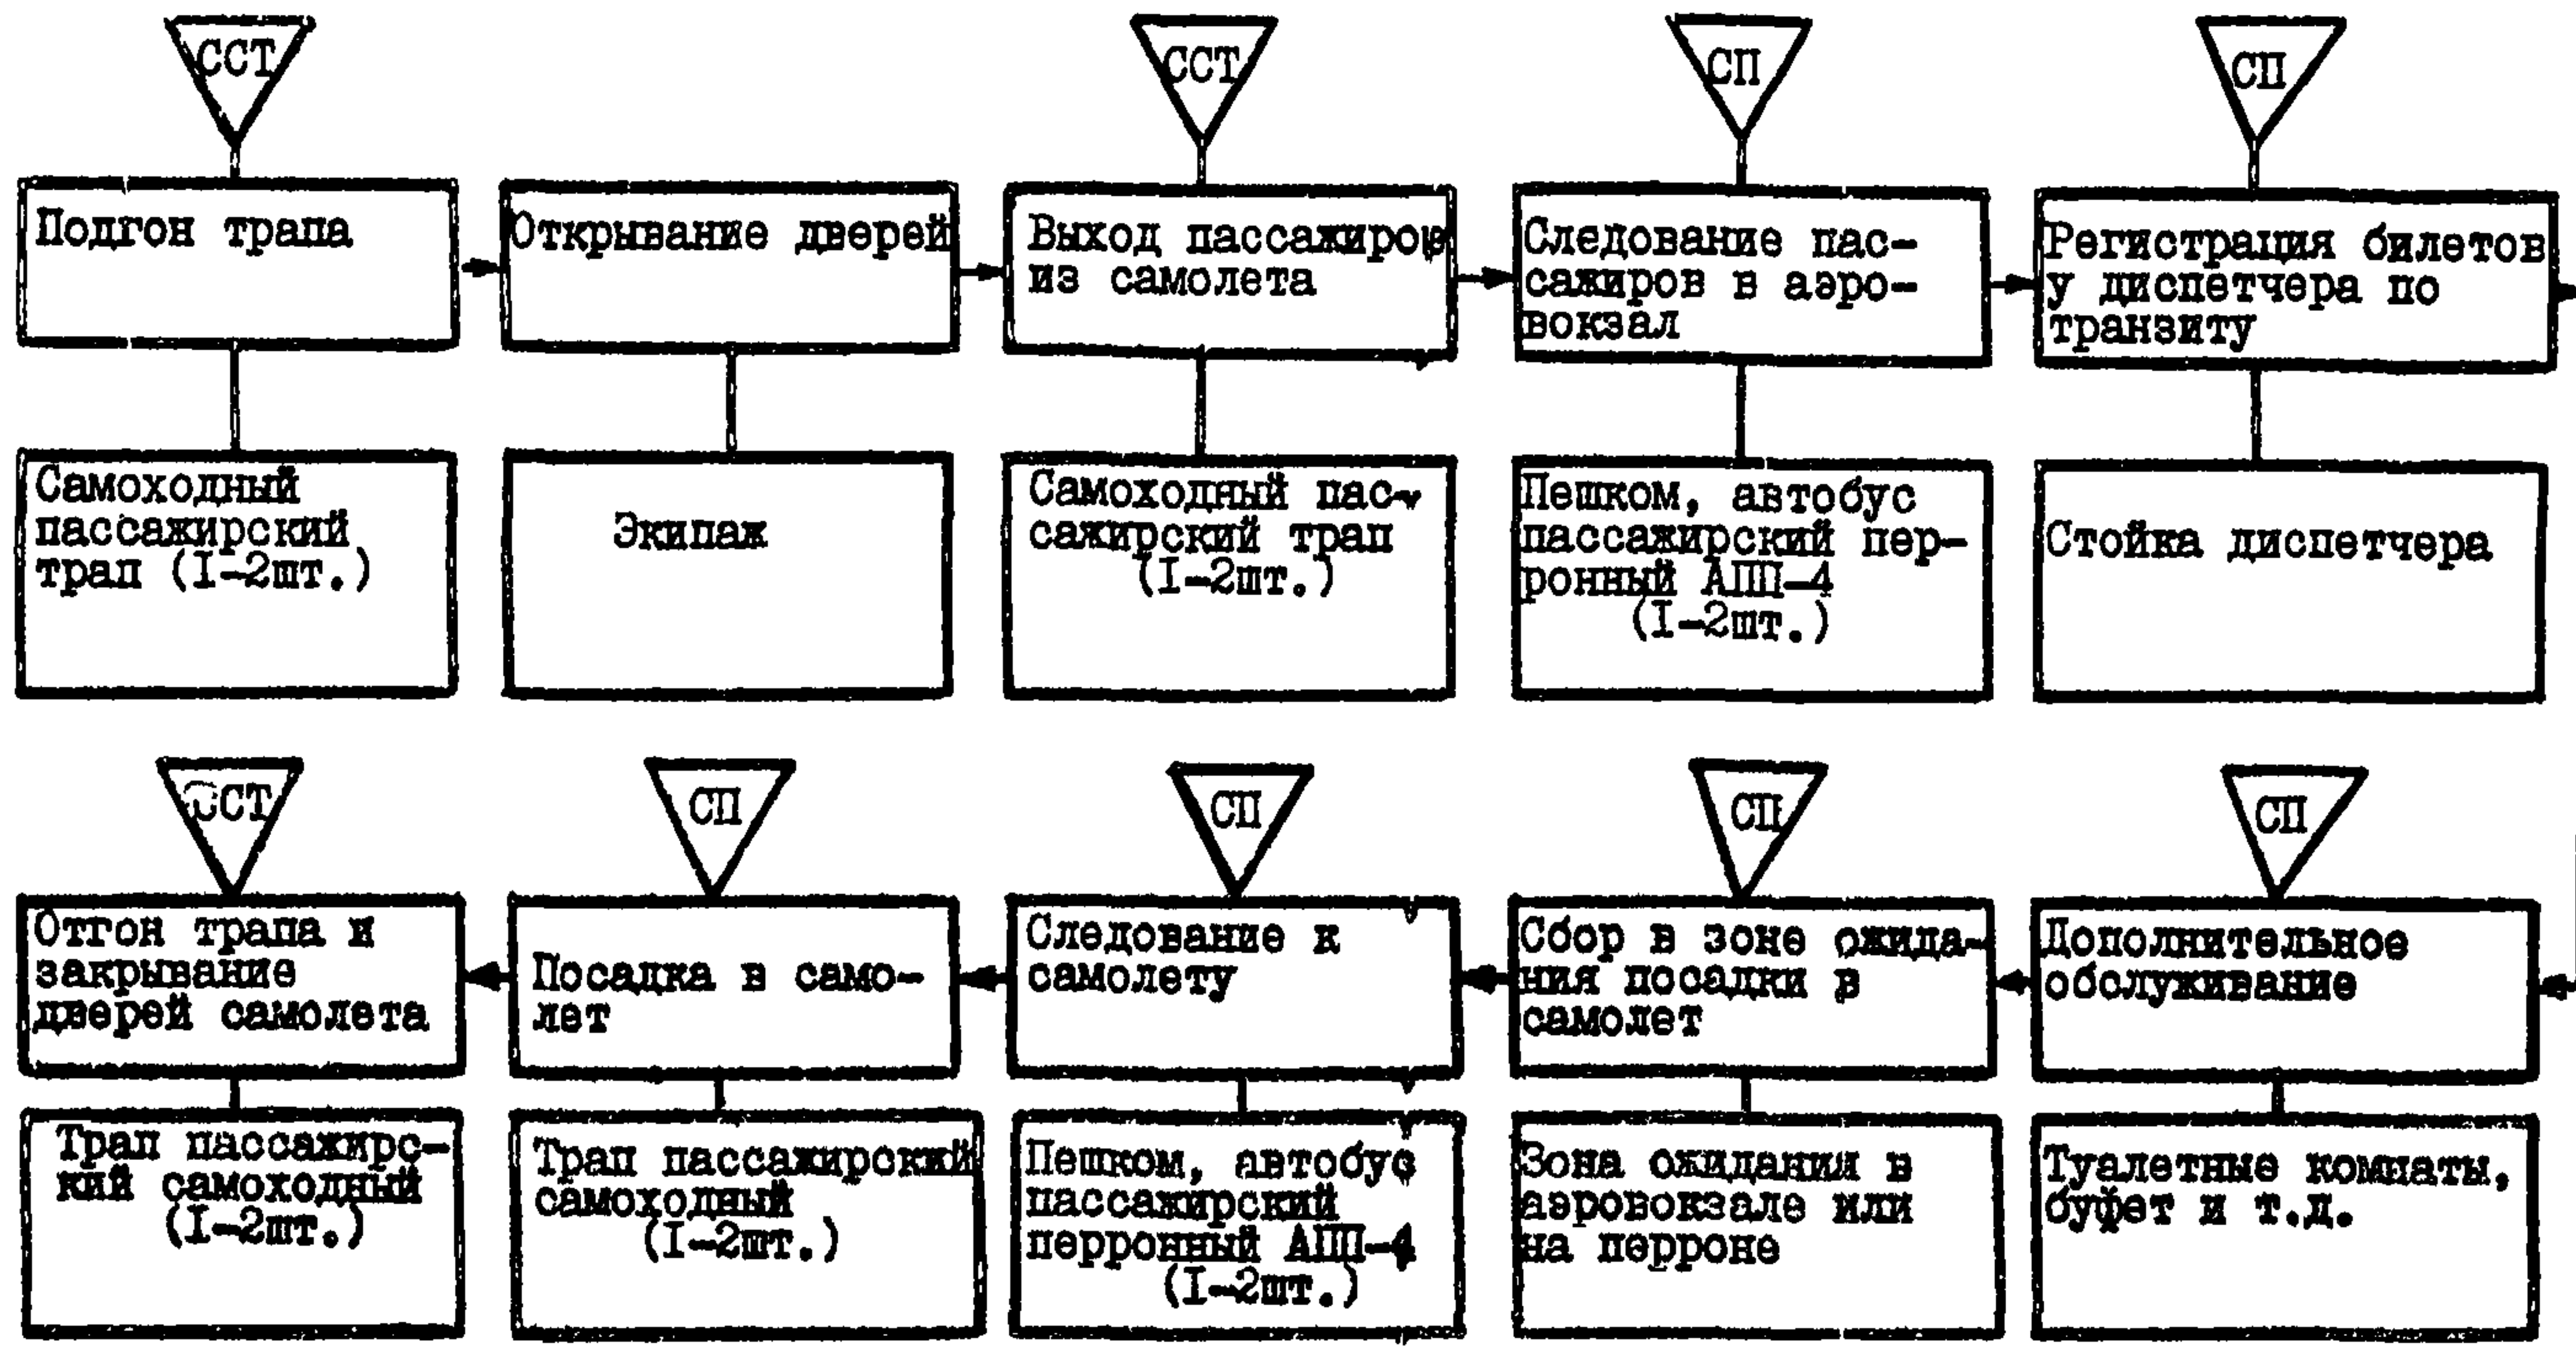 ССТ
ССТ
СП
СП
Подгон трапа
Открывание дверей
Выход пассажиров
из самолета
Следование пас-
сажиров в аэро-
вокзал
Регистрация билетов
у диспетчера по
транзиту
Самоходный
пассажирский
трап (I-2шт.)
Экипаж
Самоходный пас-
сажирский трап
(I-2шт.)
Пешком, автобус
пассажирский пер-
ронный АПП-4
(I-2шт.)
Стойка диспетчера
ССТ
СП
СП
СП
СП
Отгон трапа и
закрывание
дверей самолета
Посадка в само-
лет
Следование к
самолету
Сбор в зоне ожида-
ния посадки в
самолет
Дополнительное
обслуживание
Трап пассажирс-
кий самоходный
(I-2шт.)
Трап пассажирский
самоходный
(I-2шт.)
Пешком, автобус
пассажирский
перронный АПП-4
(I-2шт.)
Зона ожидания в
аэровокзале или
на перроне
Туалетные комнаты,
буфет и т.д.